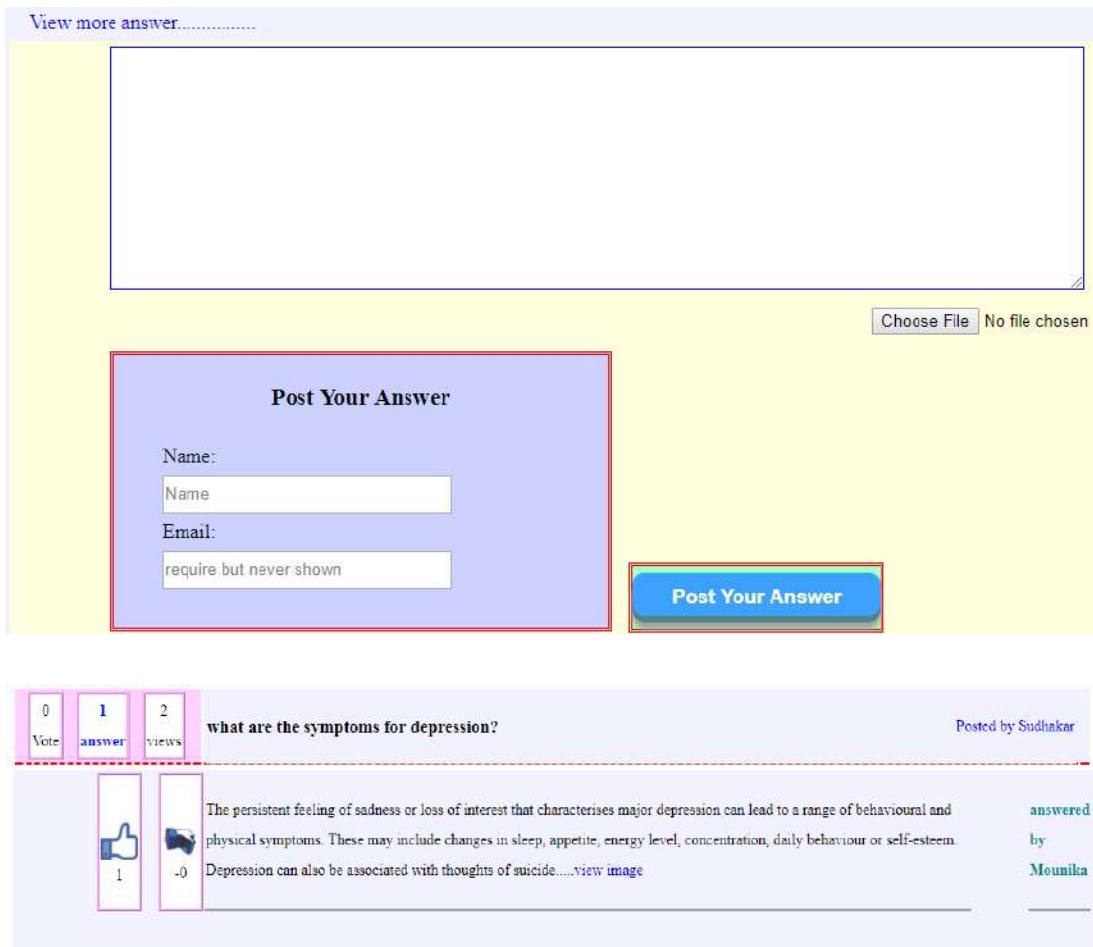 View more answer...............
Choose File No file chosen
Post Your Answer
Name:
Name
Email:
require but never shown
Post Your Answer
0 1 2
Vote answer views
what are the symptoms for depression?
Posted by Sudhakar
The persistent feeling of sadness or loss of interest that characterises major depression can lead to a range of behavioural and
physical symptoms. These may include changes in sleep, appetite, energy level, concentration, daily behaviour or self-esteem.
Depression can also be associated with thoughts of suicide.....view image
answered
by
Mounika
1 -0